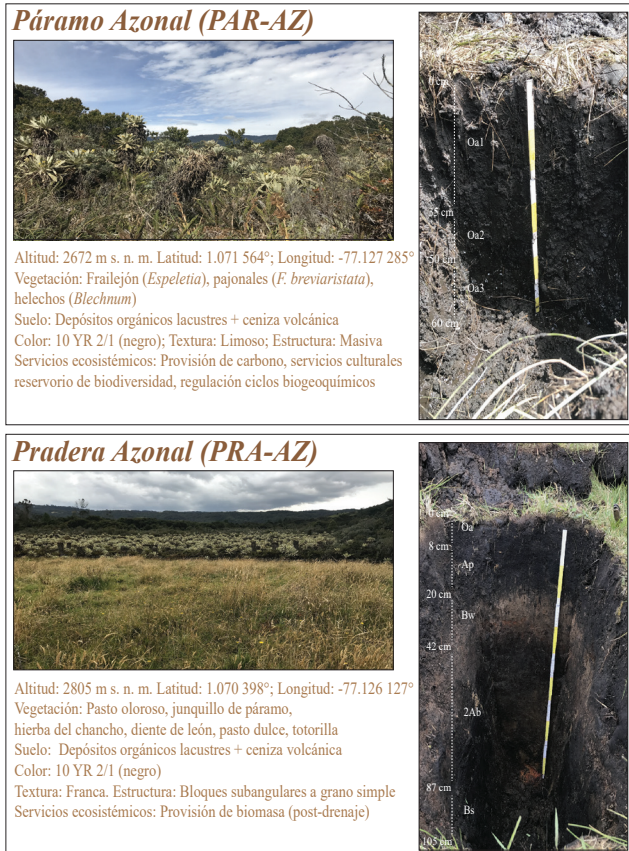 Páramo Azonal (PAR-AZ)
Altitud: 2672 m s. n. m. Latitud: 1.071 564°; Longitud: -77.127 285°
Vegetación: Frailejón (Espeletia), pajonales (F. breviaristata),
helechos (Blechnum)
Suelo: Depósitos orgánicos lacustres + ceniza volcánica
Color: 10 YR 2/1 (negro); Textura: Limoso; Estructura: Masiva
Servicios ecosistémicos: Provisión de carbono, servicios culturales
reservorio de biodiversidad, regulación ciclos biogeoquímicos
0 cm
Oa1
35 cm
Oa2
50 cm
Oa3
60 cm
Pradera Azonal (PRA-AZ)
Altitud: 2805 m s. n. m. Latitud: 1.070 398°; Longitud: -77.126 127°
Vegetación: Pasto oloroso, junquillo de páramo,
hierba del chancho, diente de león, pasto dulce, totorilla
Suelo: Depósitos orgánicos lacustres + ceniza volcánica
Color: 10 YR 2/1 (negro)
Textura: Franca. Estructura: Bloques subangulares a grano simple
Servicios ecosistémicos: Provisión de biomasa (post-drenaje)
0 cm
Oa
8 cm
Ap
20 cm
Bw
42 cm
2Ab
87 cm
Bs
105 cm